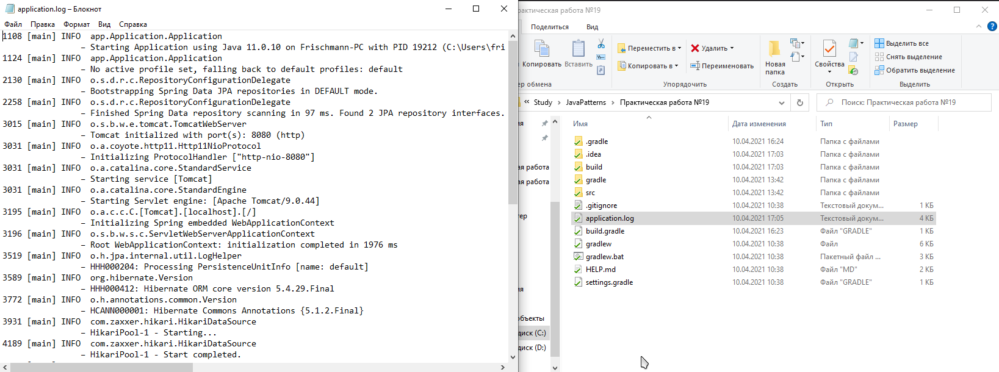 application.log – Блокнот
Файл Правка Формат Вид Справка
1108 [main] INFO app.Application.Application
– Starting Application using Java 11.0.10 on Frischmann-PC with PID 19212 (C:\Users\fri
1124 [main] INFO app.Application.Application
– No active profile set, falling back to default profiles: default
2130 [main] INFO o.s.d.r.c.RepositoryConfigurationDelegate
– Bootstrapping Spring Data JPA repositories in DEFAULT mode.
2258 [main] INFO o.s.d.r.c.RepositoryConfigurationDelegate
– Finished Spring Data repository scanning in 97 ms. Found 2 JPA repository interfaces.
3015 [main] INFO o.s.b.w.e.tomcat.TomcatWebServer
– Tomcat initialized with port(s): 8080 (http)
3031 [main] INFO o.a.coyote.http11.Http11NioProtocol
– Initializing ProtocolHandler ["http-nio-8080"]
3031 [main] INFO o.a.catalina.core.StandardService
– Starting service [Tomcat]
3031 [main] INFO o.a.catalina.core.StandardEngine
– Starting Servlet engine: [Apache Tomcat/9.0.44]
3195 [main] INFO o.a.c.c.C.[Tomcat].[localhost].[/]
– Initializing Spring embedded WebApplicationContext
3196 [main] INFO o.s.b.w.s.c.ServletWebServerApplicationContext
– Root WebApplicationContext: initialization completed in 1976 ms
3519 [main] INFO o.h.jpa.internal.util.LogHelper
– HHH000204: Processing PersistenceUnitInfo [name: default]
3589 [main] INFO org.hibernate.Version
– HHH000412: Hibernate ORM core version 5.4.29.Final
3772 [main] INFO o.h.annotations.common.Version
– HCANN000001: Hibernate Commons Annotations {5.1.2.Final}
3931 [main] INFO com.zaxxer.hikari.HikariDataSource
– HikariPool-1 - Starting...
4189 [main] INFO com.zaxxer.hikari.HikariDataSource
– HikariPool-1 - Start completed.
рактическая работа №19
Поделиться Вид
Копировать Вставить
Переместить в
Копировать в
Удалить
Переименовать
Новая
папка
Свойства
Выделить все
Снять выделение
Обратить выделение
ер обмена Упорядочить Создать Открыть Выделить
« Study › JavaPatterns › Практическая работа №19
Поиск: Практическая работа №19
ия
ая работа
ая работа
тер
ия
объекты
диск (C:)
диск (D:)
Имя Дата изменения Тип Размер
.gradle 10.04.2021 16:24 Папка с файлами
.idea 10.04.2021 17:03 Папка с файлами
build 10.04.2021 17:03 Папка с файлами
gradle 10.04.2021 13:42 Папка с файлами
src 10.04.2021 13:42 Папка с файлами
.gitignore 10.04.2021 10:38 Текстовый докум... 1 КБ
application.log 10.04.2021 17:05 Текстовый докум... 4 КБ
build.gradle 10.04.2021 16:23 Файл "GRADLE" 1 КБ
gradlew 10.04.2021 10:38 Файл 6 КБ
gradlew.bat 10.04.2021 10:38 Пакетный файл ... 3 КБ
HELP.md 10.04.2021 10:38 Файл "MD" 2 КБ
settings.gradle 10.04.2021 10:38 Файл "GRADLE" 1 КБ